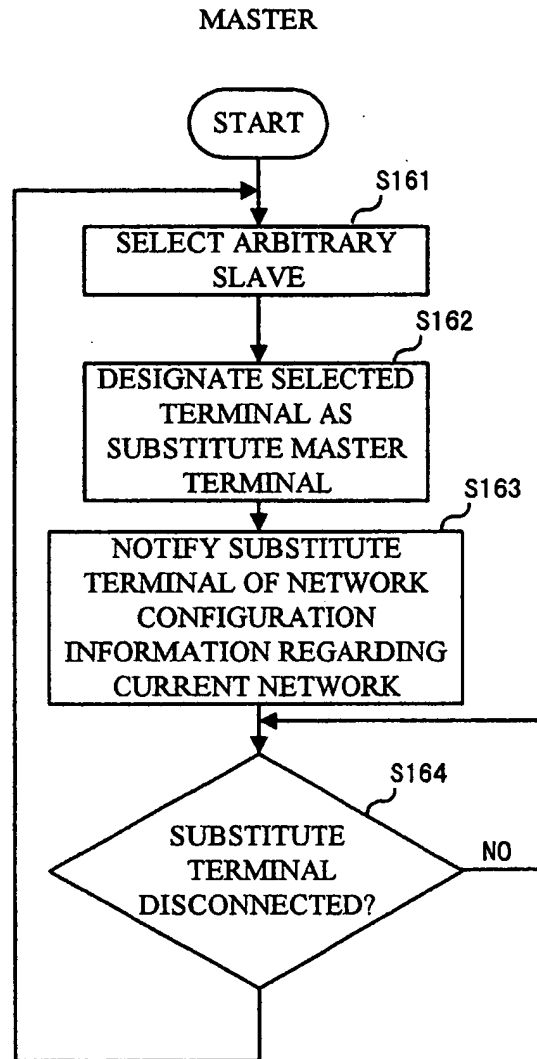 MASTER
START
S161
SELECT ARBITRARY
SLAVE
S162
DESIGNATE SELECTED
TERMINAL AS
SUBSTITUTE MASTER
TERMINAL
S163
NOTIFY SUBSTITUTE
TERMINAL OF NETWORK
CONFIGURATION
INFORMATION REGARDING
CURRENT NETWORK
S164
SUBSTITUTE
TERMINAL
DISCONNECTED?
NO